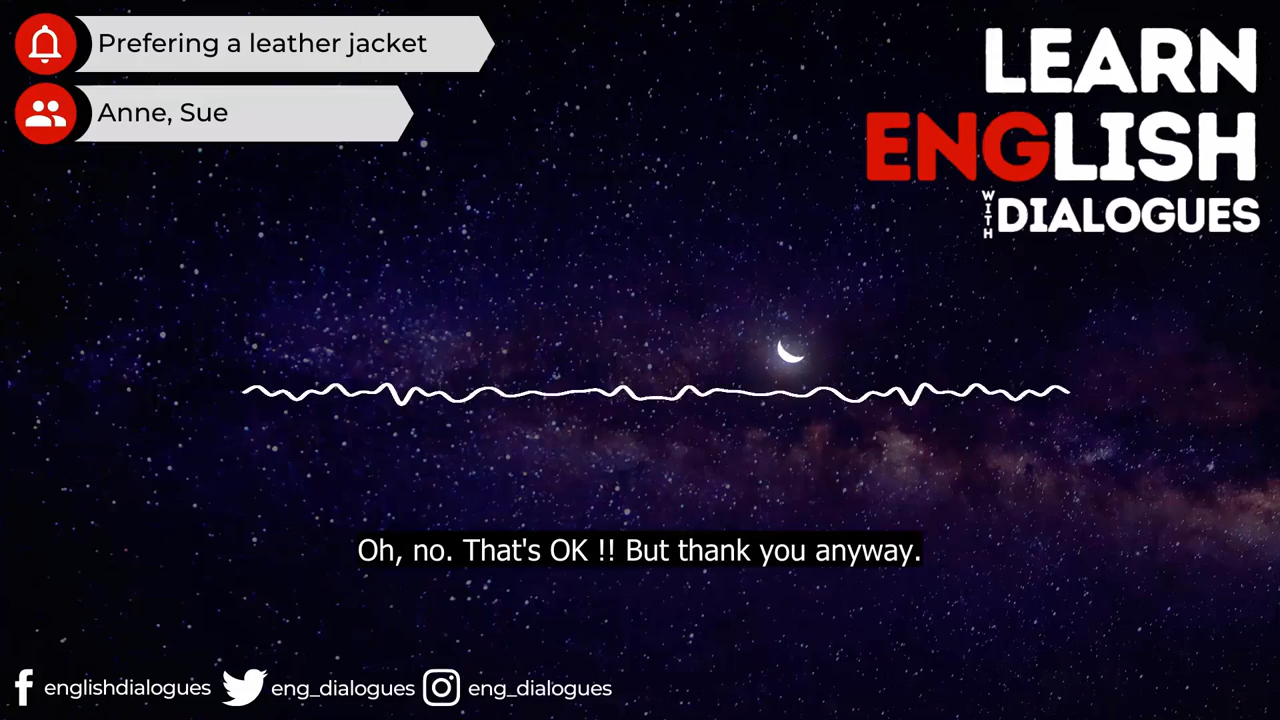 Prefering a leather jacket
Anne, Sue
LEARN
ENGLISH
WITH DIALOGUES
Oh, no. That's OK !! But thank you anyway.
englishdialogues eng_dialogues eng_dialogues